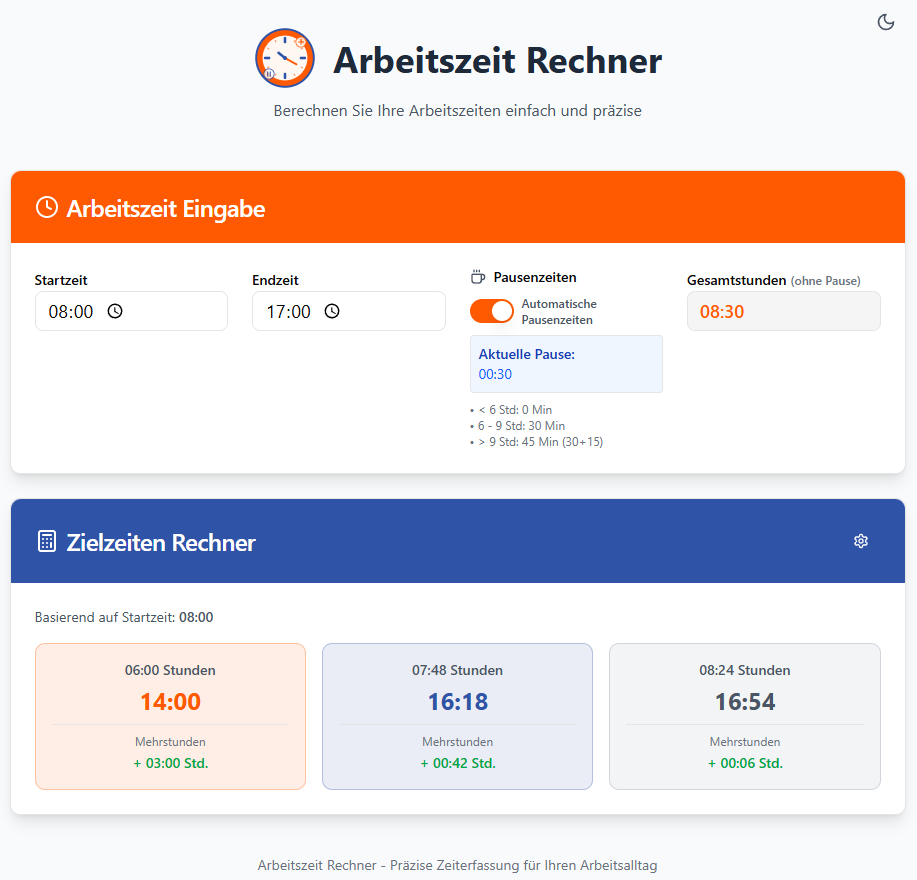 Arbeitszeit Rechner
Berechnen Sie Ihre Arbeitszeiten einfach und präzise
Arbeitszeit Eingabe
Startzeit
08:00
Endzeit
17:00
Pausenzeiten
Automatische
Pausenzeiten
Aktuelle Pause:
00:30
• < 6 Std: 0 Min
• 6 - 9 Std: 30 Min
• > 9 Std: 45 Min (30+15)
Gesamtstunden (ohne Pause)
08:30
Zielzeiten Rechner
Basierend auf Startzeit: 08:00
06:00 Stunden
14:00
Mehrstunden
+ 03:00 Std.
07:48 Stunden
16:18
Mehrstunden
+ 00:42 Std.
08:24 Stunden
16:54
Mehrstunden
+ 00:06 Std.
Arbeitszeit Rechner - Präzise Zeiterfassung für Ihren Arbeitsalltag